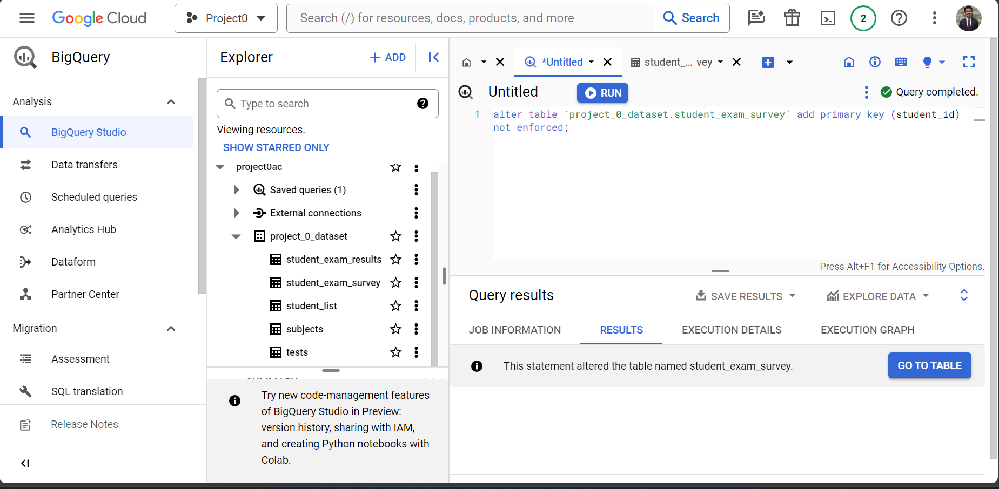 Google Cloud
Project0
Search (/) for resources, docs, products, and more
Search
2
BigQuery
Analysis
BigQuery Studio
Data transfers
Scheduled queries
Analytics Hub
Dataform
Partner Center
Migration
Assessment
SQL translation
Release Notes
Explorer
ADD
Type to search
Viewing resources.
SHOW STARRED ONLY
project0ac
Saved queries (1)
External connections
project_0_dataset
student_exam_results
student_exam_survey
student_list
subjects
tests
SUMMARY
Try new code-management features
of BigQuery Studio in Preview:
version history, sharing with IAM,
and creating Python notebooks with
Colab.
*Untitled
student_... vey
Untitled
RUN
Query completed.
1 alter table `project_0_dataset.student_exam_survey` add primary key (student_id)
not enforced;
Press Alt+F1 for Accessibility Options.
Query results
SAVE RESULTS
EXPLORE DATA
JOB INFORMATION
RESULTS
EXECUTION DETAILS
EXECUTION GRAPH
This statement altered the table named student_exam_survey.
GO TO TABLE